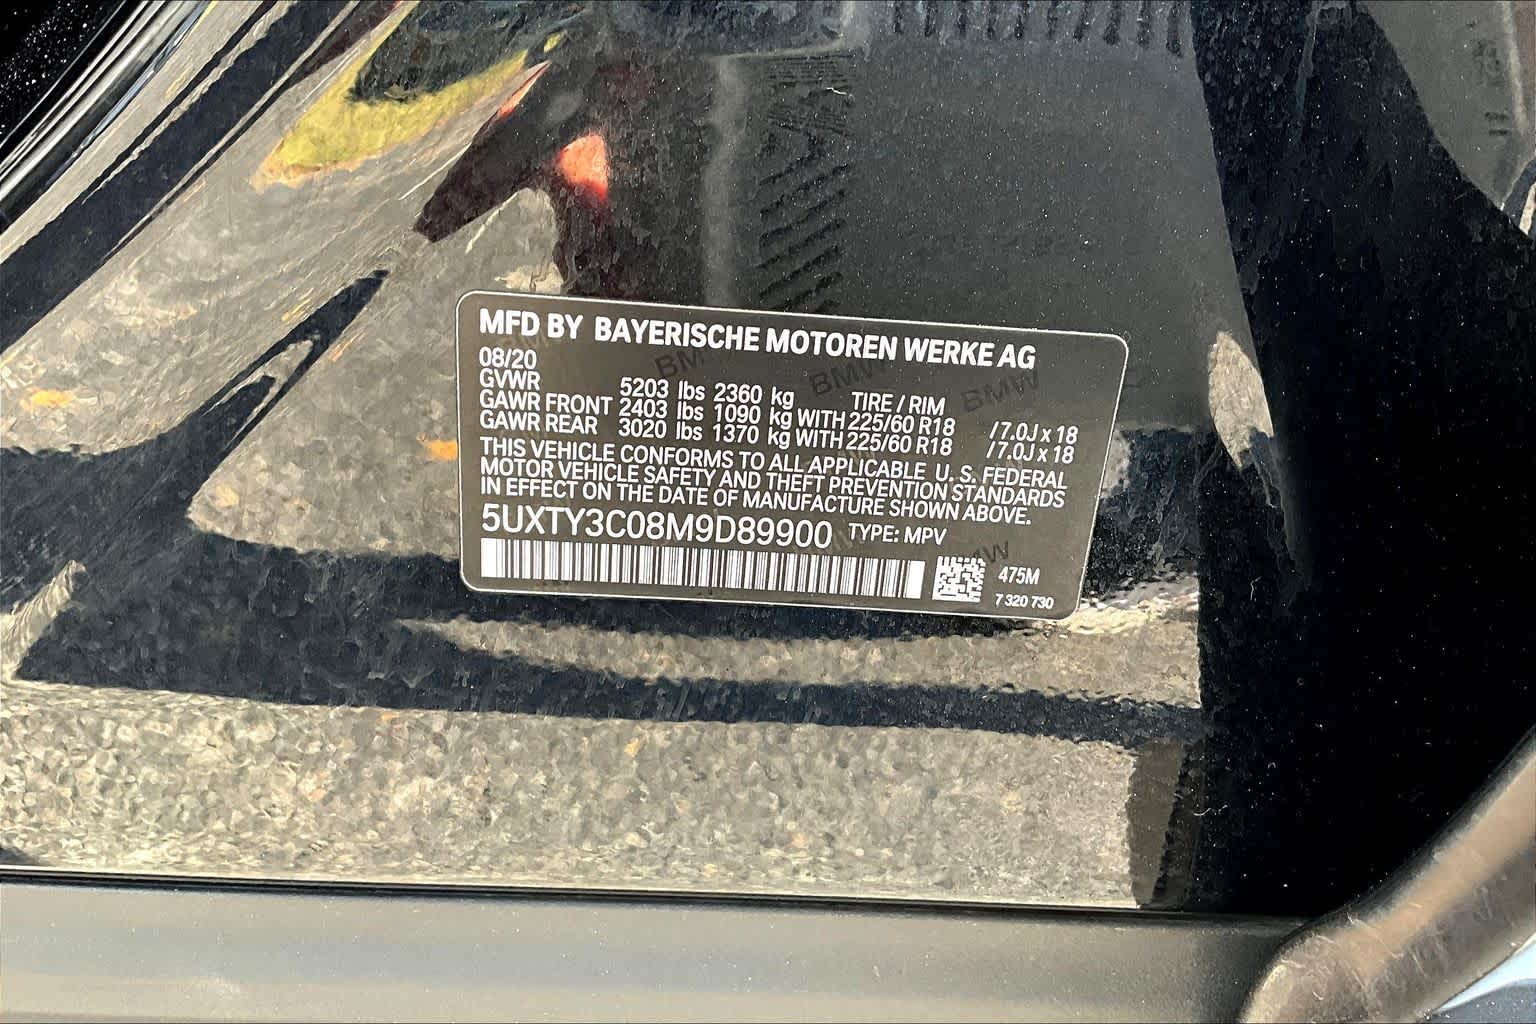 MFD BY BAYERISCHE MOTOREN WERKE AG
08/20
GVWR 5203 lbs 2360 kg TIRE / RIM
GAWR FRONT 2403 lbs 1090 kg WITH 225/60 R18 / 7.0J x 18
GAWR REAR 3020 lbs 1370 kg WITH 225/60 R18 / 7.0J x 18
THIS VEHICLE CONFORMS TO ALL APPLICABLE U. S. FEDERAL
MOTOR VEHICLE SAFETY AND THEFT PREVENTION STANDARDS
IN EFFECT ON THE DATE OF MANUFACTURE SHOWN ABOVE.
5UXTY3C08M9D89900 TYPE: MPV
475M
7 320 730
BMW
BMW
BMW